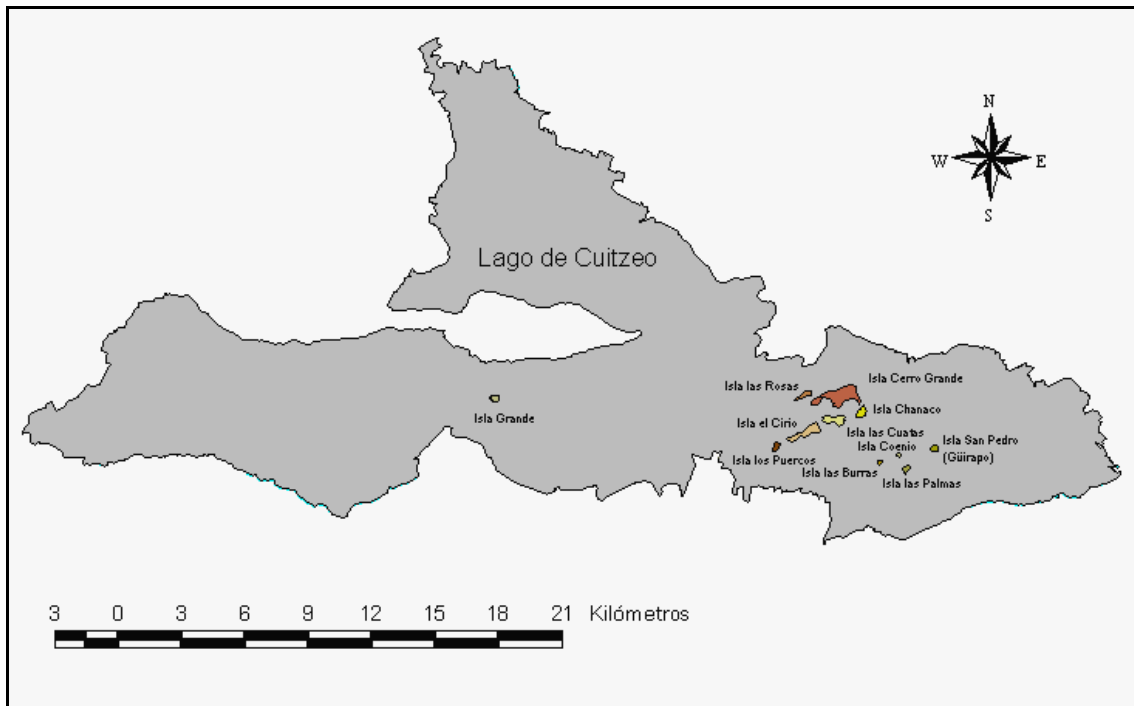 N
W E
S
Lago de Cuitzeo
Isla las Rosas
Isla Cerro Grande
Isla Grande
Isla Chanaco
Isla el Cirio
Isla las Cuatas
Isla Coenio
Isla San Pedro
(Güirapo)
Isla los Puercos
Isla las Burras
Isla las Palmas
3 0 3 6 9 12 15 18 21 Kilómetros